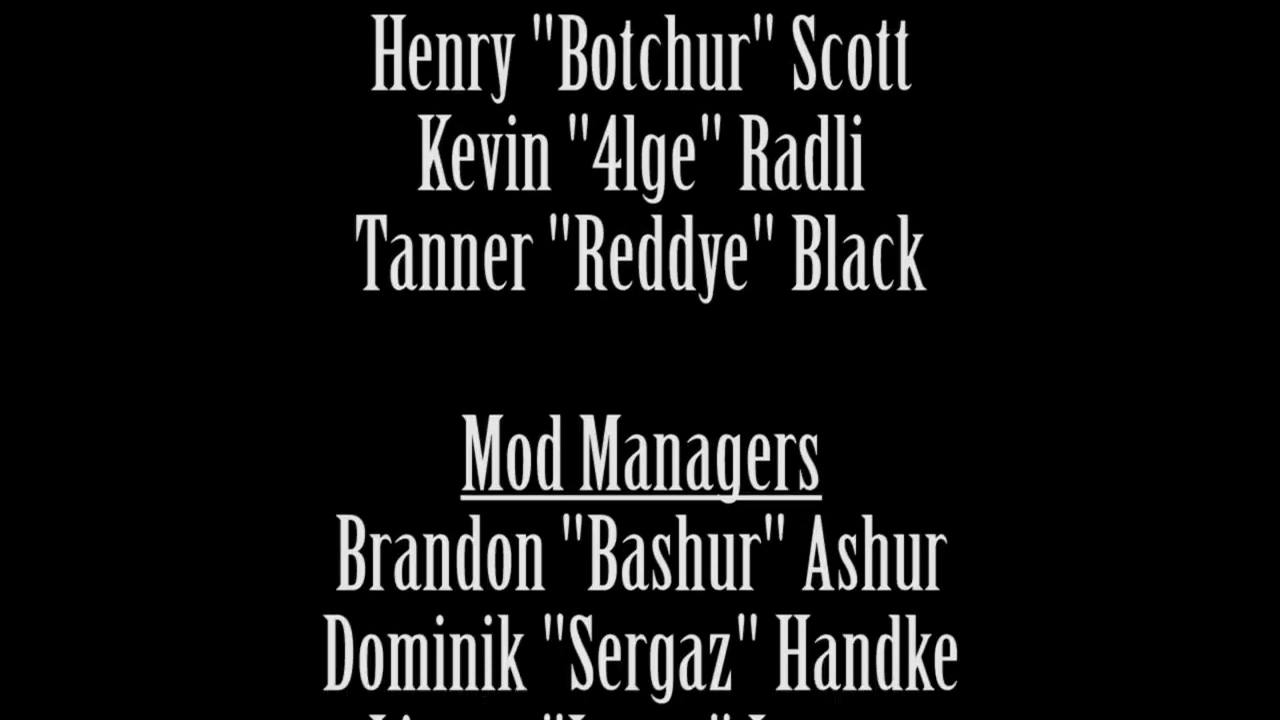 Henry "Botchur" Scott
Kevin "4lge" Radli
Tanner "Reddye" Black
Mod Managers
Brandon "Bashur" Ashur
Dominik "Sergaz" Handke